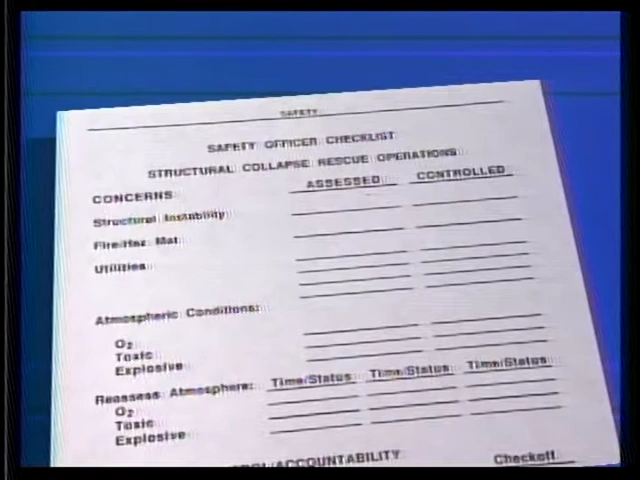 SAFETY
SAFETY OFFICER CHECKLIST
STRUCTURAL COLLAPSE RESCUE OPERATIONS
CONCERNS ASSESSED CONTROLLED
Structural Instability
Fire/Haz Mat
Utilities
Atmospheric Conditions:
O2
Toxic
Explosive
Reassess Atmosphere: Time/Status Time/Status Time/Status
O2
Toxic
Explosive
/ACCOUNTABILITY Checkoff